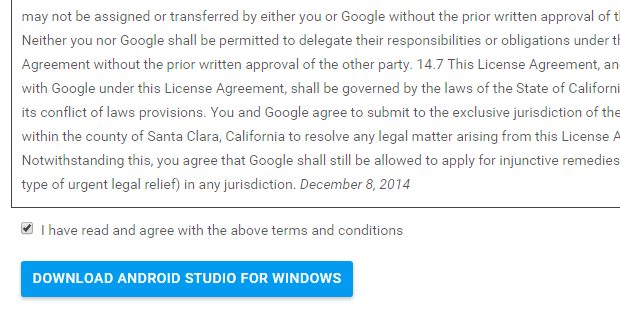 may not be assigned or transferred by either you or Google without the prior written approval of
Neither you nor Google shall be permitted to delegate their responsibilities or obligations under
Agreement without the prior written approval of the other party. 14.7 This License Agreement,
with Google under this License Agreement, shall be governed by the laws of the State of
its conflict of laws provisions. You and Google agree to submit to the exclusive jurisdiction of the
within the county of Santa Clara, California to resolve any legal matter arising from this License
Notwithstanding this, you agree that Google shall still be allowed to apply for injunctive remedies
type of urgent legal relief) in any jurisdiction. December 8, 2014
I have read and agree with the above terms and conditions
DOWNLOAD ANDROID STUDIO FOR WINDOWS